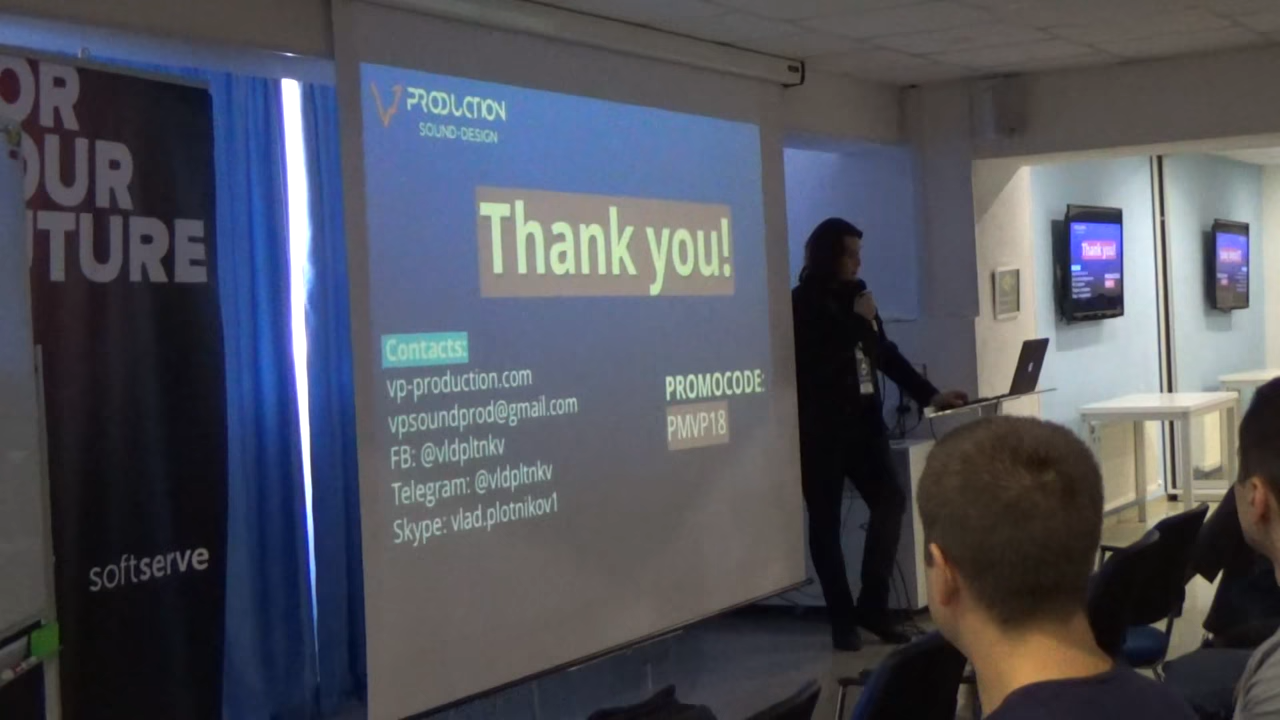 OR
OUR
TURE
softserve
PRODUCTION
SOUND-DESIGN
Thank you!
Contacts:
vp-production.com
vpsoundprod@gmail.com
FB: @vldpltnkv
Telegram: @vldpltnkv
Skype: vlad.plotnikov1
PROMOCODE:
PMVP18
Thank you!